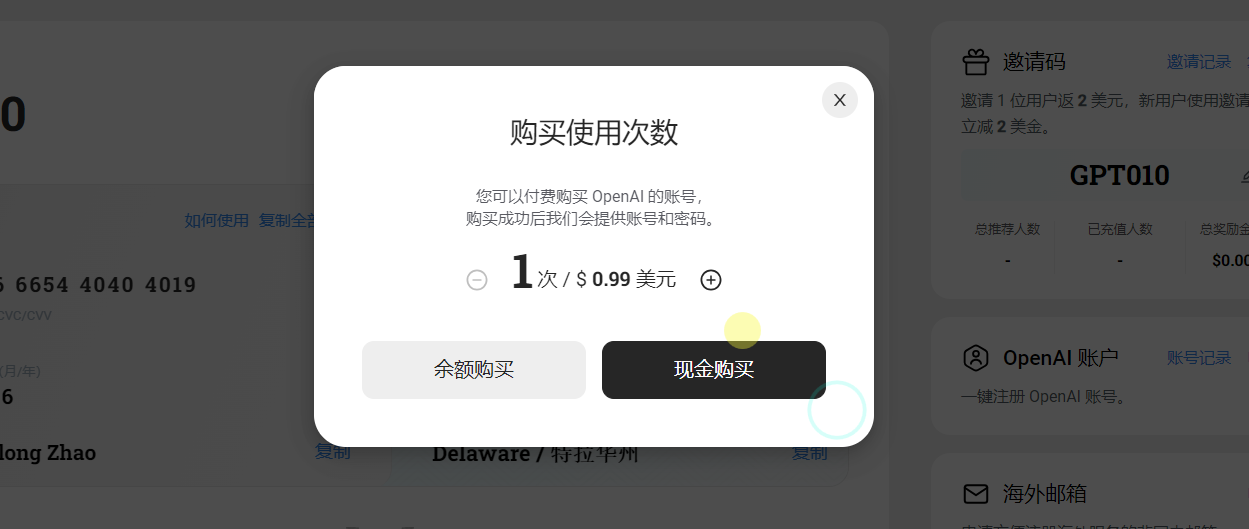 0
如何使用 复制全部
6 6654 4040 4019
CVC/CVV
(月/年)
6
long Zhao
复制
Delaware / 特拉华州
复制
X
购买使用次数
您可以付费购买 OpenAI 的账号，
购买成功后我们会提供账号和密码。
1 次 / $ 0.99 美元
余额购买
现金购买
邀请码
邀请记录
邀请 1 位用户返 2 美元，新用户使用邀请
立减 2 美金。
GPT010
总推荐人数
已充值人数
总奖励金
-
-
$0.00
OpenAI 账户
账号记录
一键注册 OpenAI 账号。
海外邮箱